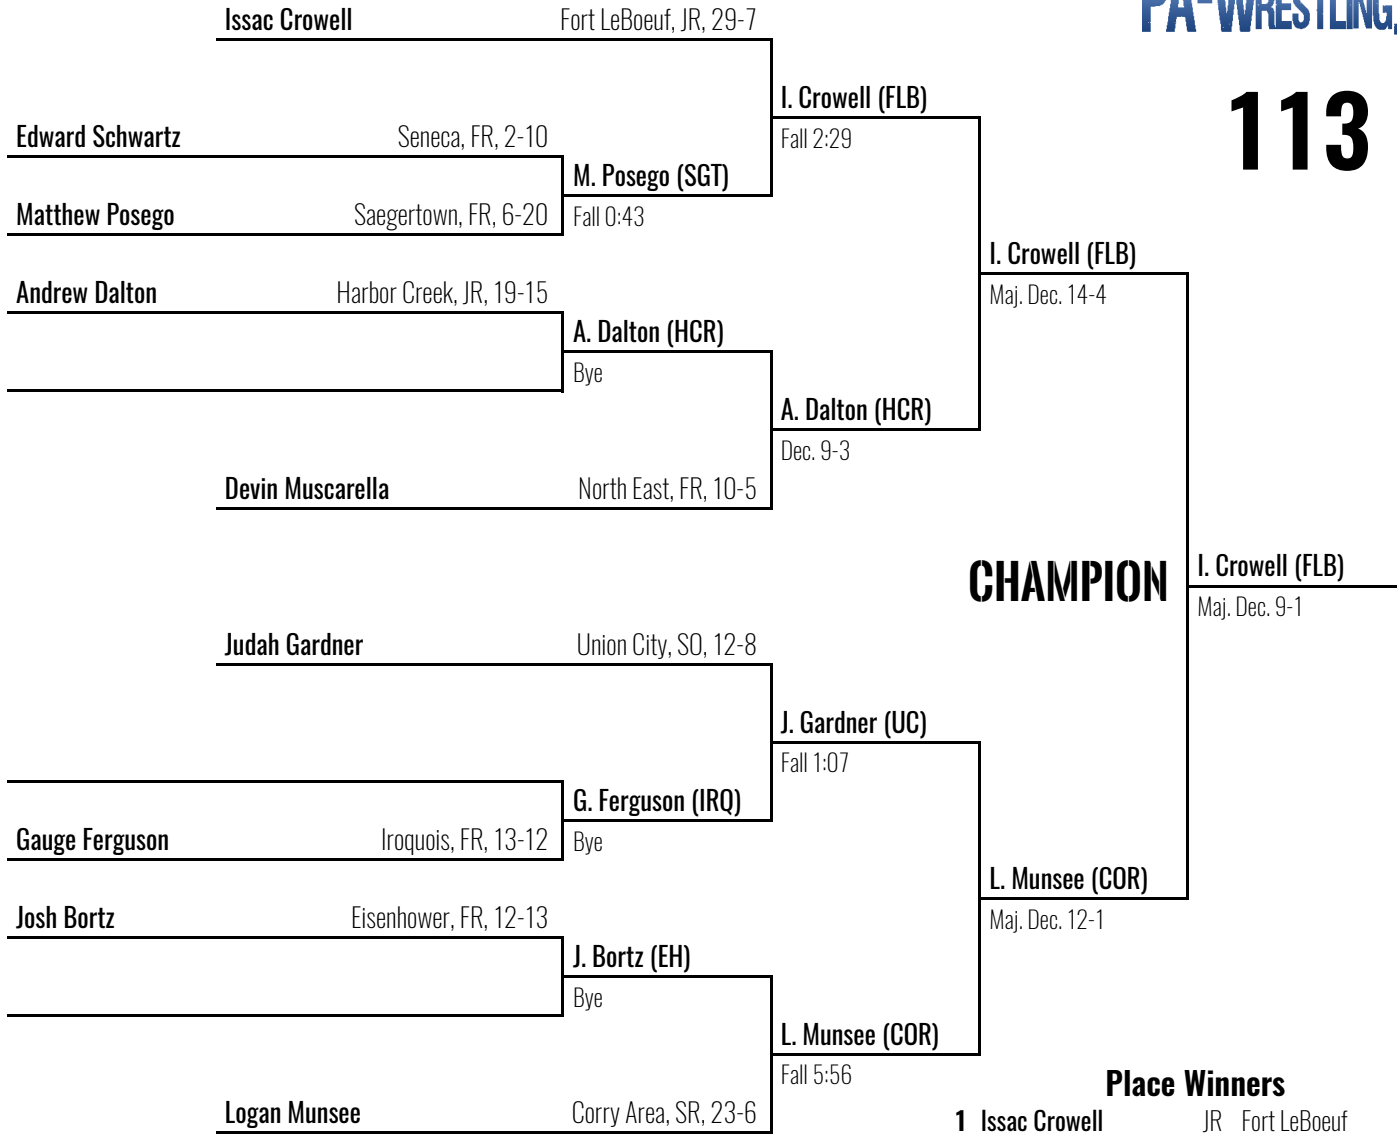 Issac Crowell Fort LeBoeuf, JR, 29-7
PA-WRESTLING.
113
I. Crowell (FLB)
Fall 2:29
Edward Schwartz Seneca, FR, 2-10
M. Posego (SGT)
Fall 0:43
Matthew Posego Saegertown, FR, 6-20
I. Crowell (FLB)
Maj. Dec. 14-4
Andrew Dalton Harbor Creek, JR, 19-15
A. Dalton (HCR)
Bye
A. Dalton (HCR)
Dec. 9-3
Devin Muscarella North East, FR, 10-5
CHAMPION
I. Crowell (FLB)
Maj. Dec. 9-1
Judah Gardner Union City, SO, 12-8
J. Gardner (UC)
Fall 1:07
G. Ferguson (IRQ)
Bye
Gauge Ferguson Iroquois, FR, 13-12
L. Munsee (COR)
Maj. Dec. 12-1
Josh Bortz Eisenhower, FR, 12-13
J. Bortz (EH)
Bye
L. Munsee (COR)
Fall 5:56
Logan Munsee Corry Area, SR, 23-6
Place Winners
1 Issac Crowell JR Fort LeBoeuf